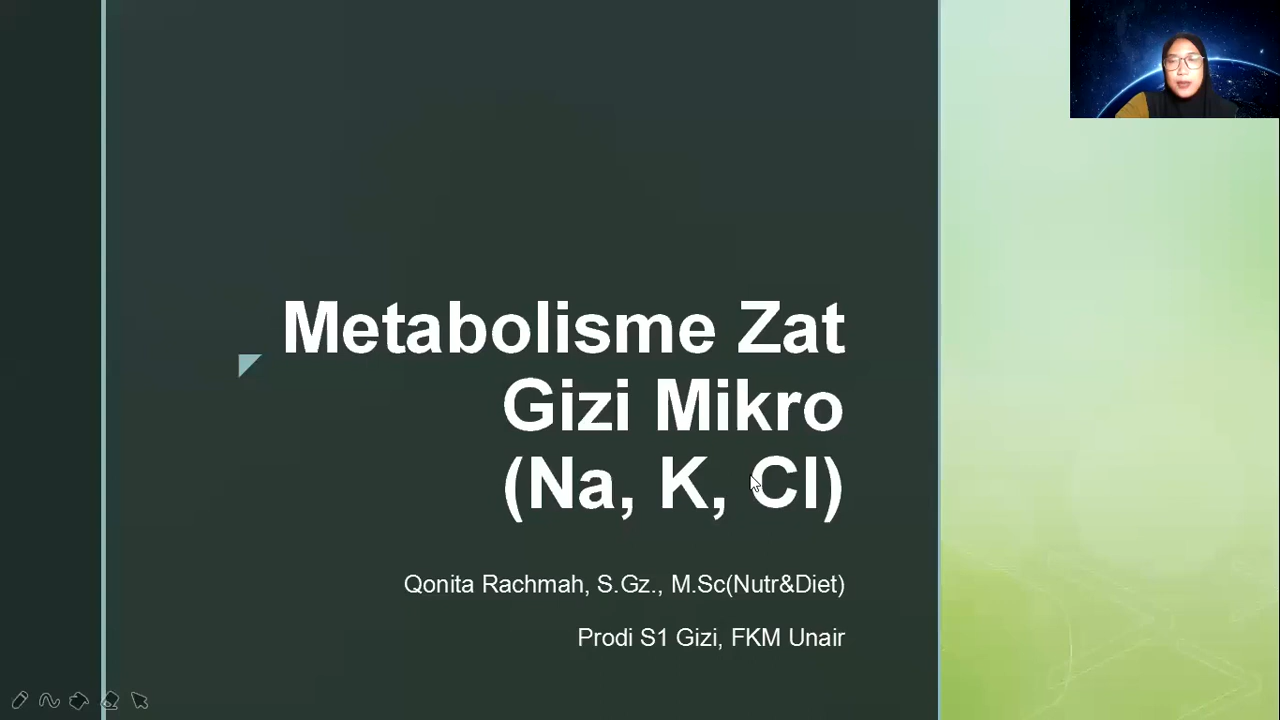 Metabolisme Zat
Gizi Mikro
(Na, K, Cl)
Qonita Rachmah, S.Gz., M.Sc(Nutr&Diet)
Prodi S1 Gizi, FKM Unair